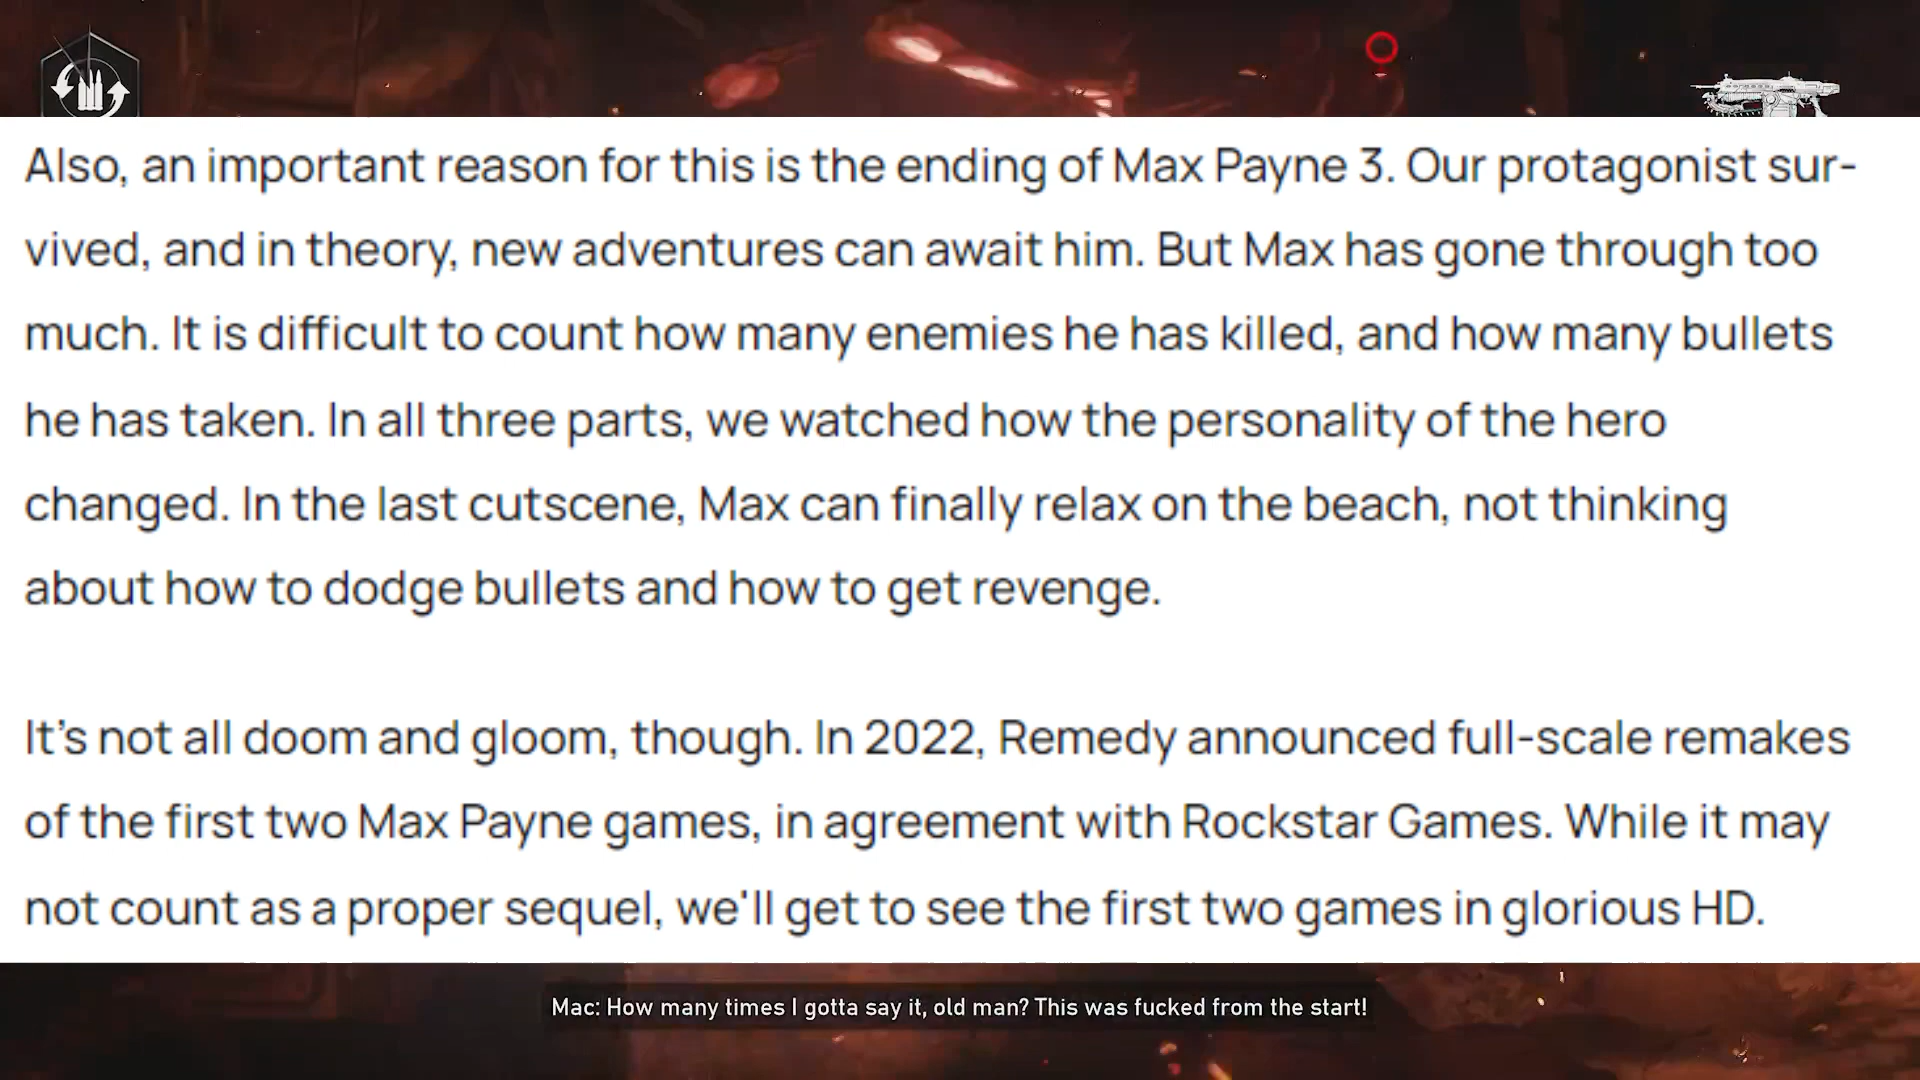 Also, an important reason for this is the ending of Max Payne 3. Our protagonist sur-
vived, and in theory, new adventures can await him. But Max has gone through too
much. It is difficult to count how many enemies he has killed, and how many bullets
he has taken. In all three parts, we watched how the personality of the hero
changed. In the last cutscene, Max can finally relax on the beach, not thinking
about how to dodge bullets and how to get revenge.
It’s not all doom and gloom, though. In 2022, Remedy announced full-scale remakes
of the first two Max Payne games, in agreement with Rockstar Games. While it may
not count as a proper sequel, we'll get to see the first two games in glorious HD.
Mac: How many times I gotta say it, old man? This was fucked from the start!